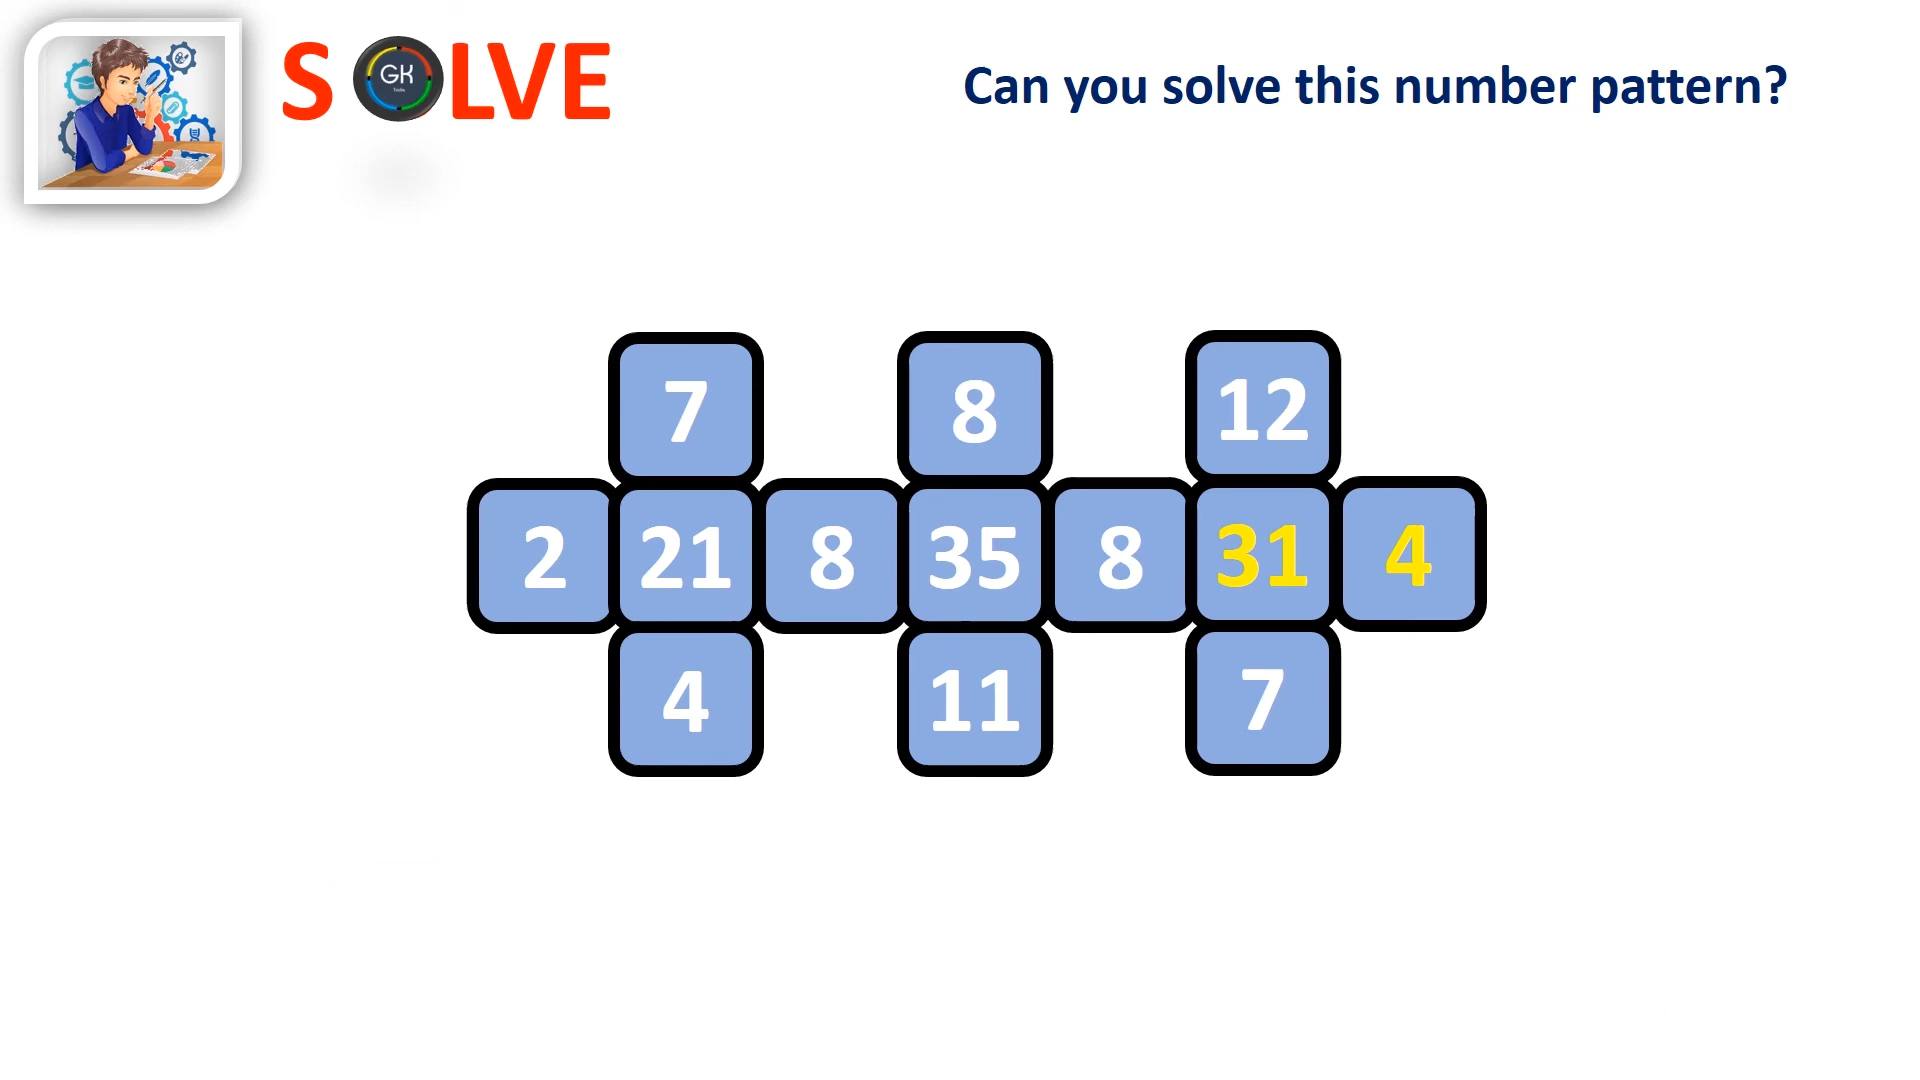 S GK LVE
Can you solve this number pattern?
7 8 12
2 21 8 35 8 31 4
4 11 7